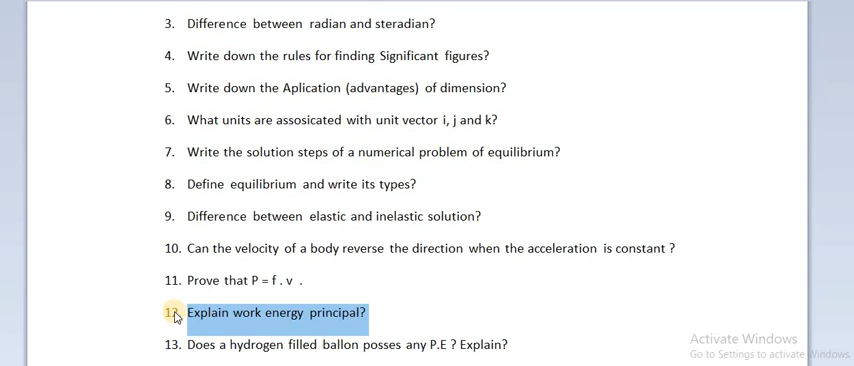 3. Difference between radian and steradian?
4. Write down the rules for finding Significant figures?
5. Write down the Aplication (advantages) of dimension?
6. What units are assosicated with unit vector i, j and k?
7. Write the solution steps of a numerical problem of equilibrium?
8. Define equilibrium and write its types?
9. Difference between elastic and inelastic solution?
10. Can the velocity of a body reverse the direction when the acceleration is constant ?
11. Prove that P = f . v .
12. Explain work energy principal?
13. Does a hydrogen filled ballon posses any P.E ? Explain?
Activate Windows
Go to Settings to activate Windows.